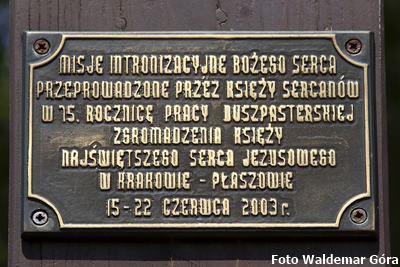 MISJE INTRONIZACYJNE BOŻEGO SERCA
PRZEPROWADZONE PRZEZ KSIĘŻY SERCANÓW
W 75. ROCZNICĘ PRACY DUSZPASTERSKIEJ
ZGROMADZENIA KSIĘŻY
NAJŚWIĘTSZEGO SERCA JEZUSOWEGO
W KRAKOWIE - PŁASZOWIE
15 - 22 CZERWCA 2003 r.
Foto Waldemar Góra